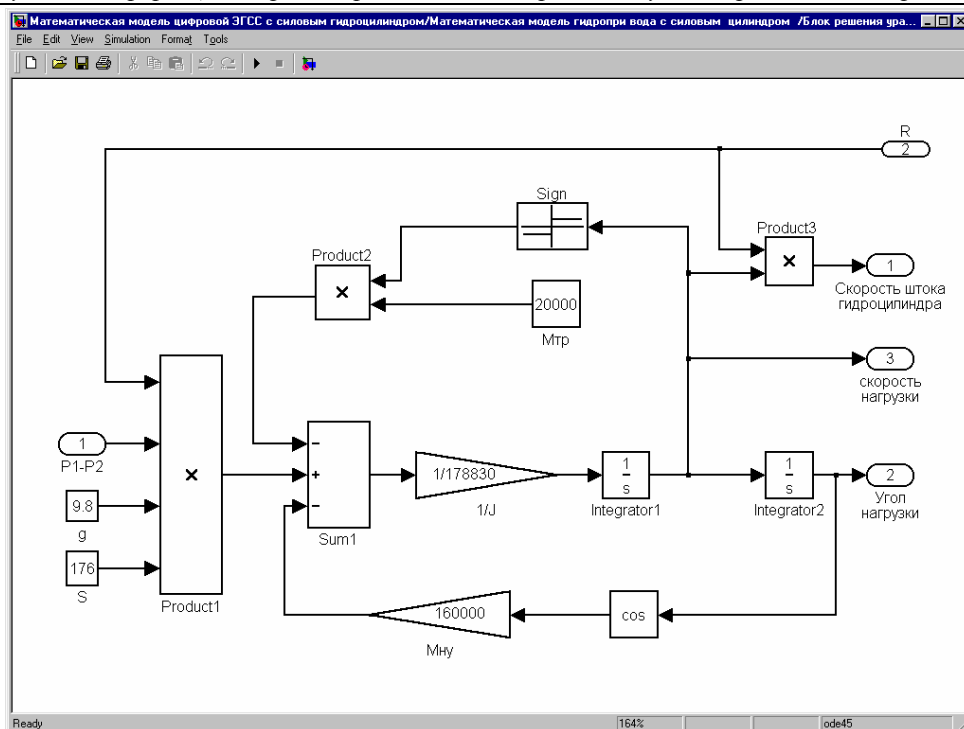 Математическая модель цифровой ЭГСС с силовым гидроцилиндром/Математическая модель гидропри вода с силовым цилиндром /Блок решения ура...
File Edit View Simulation Format Tools
R
2
Sign
Product3
×
1
Скорость штока
гидроцилиндра
Product2
×
20000
Мтр
3
скорость
нагрузки
1
P1-P2
9.8
g
176
S
×
Product1
−
+
−
Sum1
1/178830
1/J
1
s
Integrator1
1
s
Integrator2
2
Угол
нагрузки
160000
Мну
cos
Ready 164% ode45